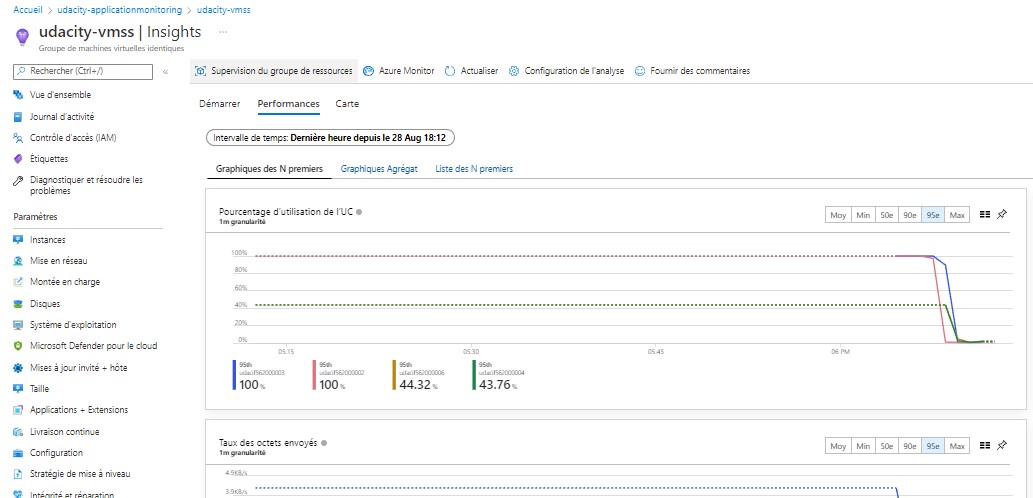 Accueil > udacity-applicationmonitoring > udacity-vmss
udacity-vmss | Insights ...
Groupe de machines virtuelles identiques
Rechercher (Ctrl+/) «
Supervision du groupe de ressources Azure Monitor Actualiser Configuration de l'analyse Fournir des commentaires
Vue d'ensemble
Journal d'activité
Contrôle d'accès (IAM)
Étiquettes
Diagnostiquer et résoudre les
problèmes
Paramètres
Instances
Mise en réseau
Montée en charge
Disques
Système d'exploitation
Microsoft Defender pour le cloud
Mises à jour invité + hôte
Taille
Applications + Extensions
Livraison continue
Configuration
Stratégie de mise à niveau
Intégrité et réparation
Démarrer Performances Carte
Intervalle de temps: Dernière heure depuis le 28 Aug 18:12
Graphiques des N premiers Graphiques Agrégat Liste des N premiers
Pourcentage d'utilisation de l'UC
1m granularité
Moy Min 50e 90e 95e Max
100%
80%
60%
40%
20%
0%
05:15 05:30 05:45 06 PM
95th 95th 95th 95th
udacif562000003 udacif562000002 udacif562000006 udacif562000004
100 % 100 % 44.32 % 43.76 %
Taux des octets envoyés
1m granularité
Moy Min 50e 90e 95e Max
4.9KB/s
3.9KB/s